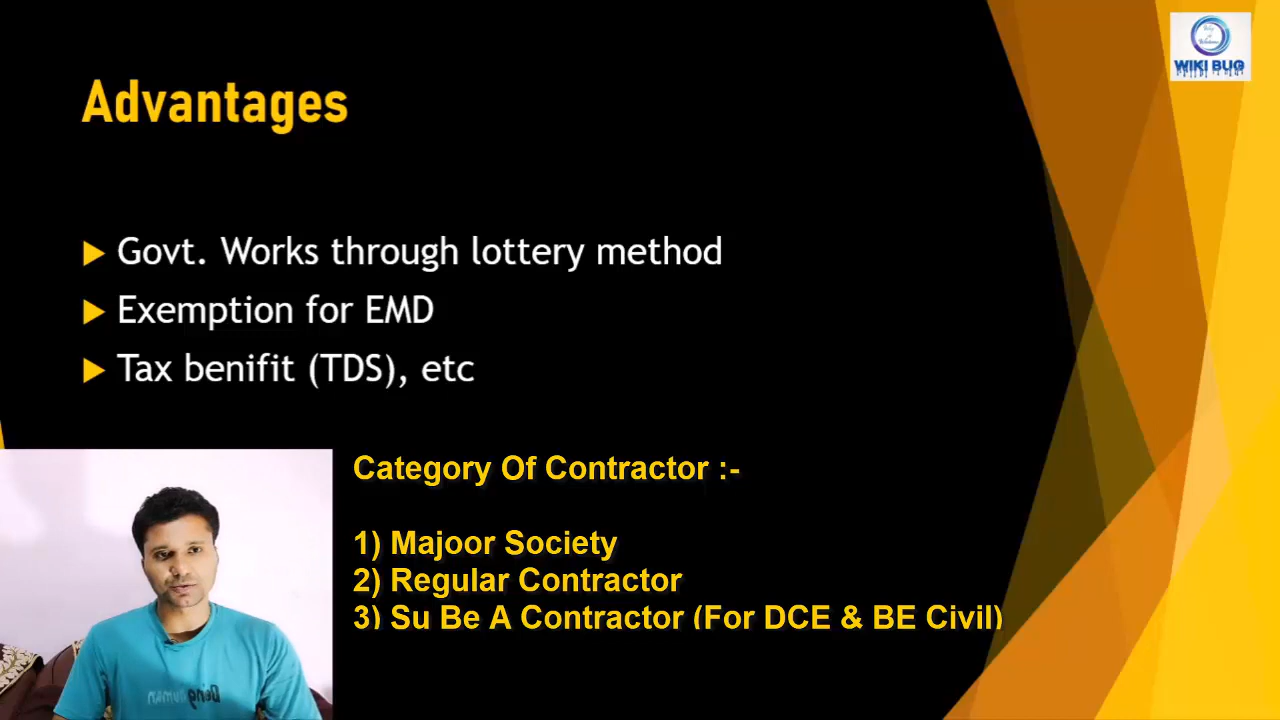 WIKI BUG
Advantages
Govt. Works through lottery method
Exemption for EMD
Tax benifit (TDS), etc
Category Of Contractor :-
1) Majoor Society
2) Regular Contractor
3) Su Be A Contractor (For DCE & BE Civil)